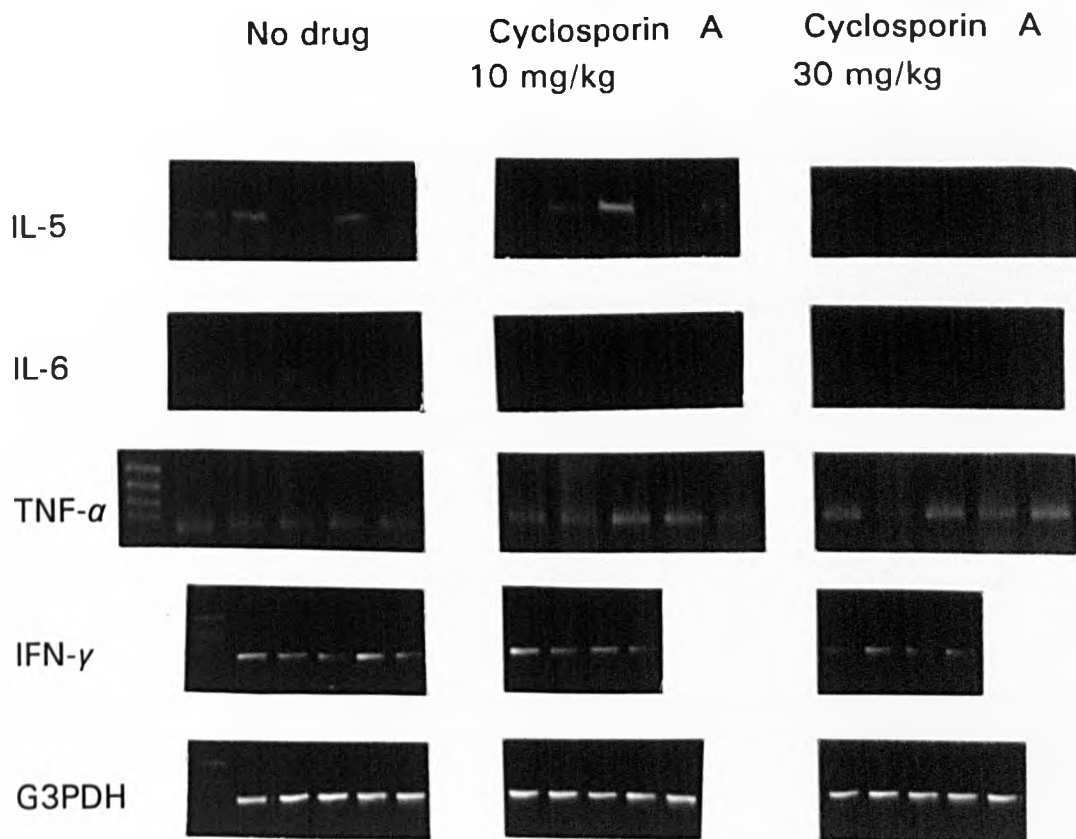 No drug
Cyclosporin A
10 mg/kg
Cyclosporin A
30 mg/kg
IL-5
IL-6
TNF-α
IFN-γ
G3PDH